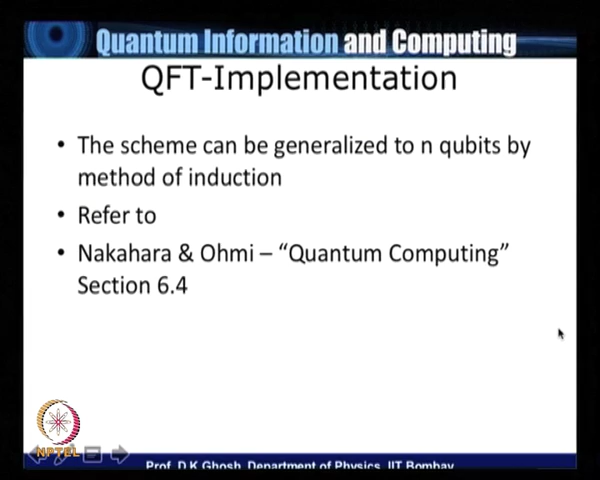 Quantum Information and Computing
QFT-Implementation
• The scheme can be generalized to n qubits by
method of induction
• Refer to
• Nakahara & Ohmi – “Quantum Computing”
Section 6.4
NPTEL
Prof. D K Ghosh, Department of Physics, IIT Bombay